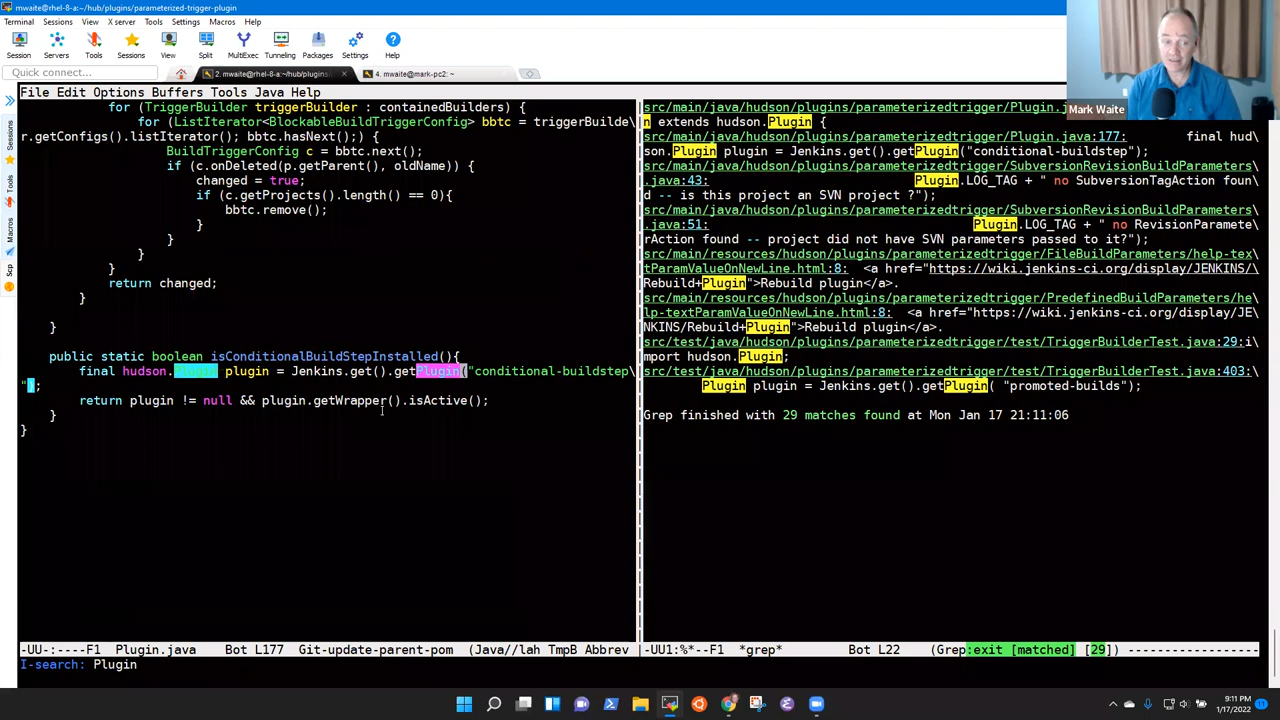 mwaite@rhel-8-a:~/hub/plugins/parameterized-trigger-plugin
Terminal Sessions View X server Tools Settings Macros Help
Session Servers Tools Sessions View Split MultiExec Tunneling Packages Settings Help
Quick connect...
2. mwaite@rhel-8-a:~/hub/plugins
4. mwaite@mark-pc2: ~
Mark Waite
Sessions
Tools
Macros
Scp
File Edit Options Buffers Tools Java Help
for (TriggerBuilder triggerBuilder : containedBuilders) {
for (ListIterator<BlockableBuildTriggerConfig> bbtc = triggerBuilde\
r.getConfigs().listIterator(); bbtc.hasNext();) {
BuildTriggerConfig c = bbtc.next();
if (c.onDeleted(p.getParent(), oldName)) {
changed = true;
if (c.getProjects().length() == 0){
bbtc.remove();
}
}
}
}
return changed;
}
}
public static boolean isConditionalBuildStepInstalled(){
final hudson.Plugin plugin = Jenkins.get().getPlugin("conditional-buildstep\
");
return plugin != null && plugin.getWrapper().isActive();
}
}
-UU-:----F1 Plugin.java Bot L177 Git-update-parent-pom (Java//lah TmpB Abbrev
I-search: Plugin
src/main/java/hudson/plugins/parameterizedtrigger/Plugin.j
n extends hudson.Plugin {
src/main/java/hudson/plugins/parameterizedtrigger/Plugin.java:177: final hud\
son.Plugin plugin = Jenkins.get().getPlugin("conditional-buildstep");
src/main/java/hudson/plugins/parameterizedtrigger/SubversionRevisionBuildParameters\
.java:43: Plugin.LOG_TAG + " no SubversionTagAction foun\
d -- is this project an SVN project ?");
src/main/java/hudson/plugins/parameterizedtrigger/SubversionRevisionBuildParameters\
.java:51: Plugin.LOG_TAG + " no RevisionParamete\
rAction found -- project did not have SVN parameters passed to it?");
src/main/resources/hudson/plugins/parameterizedtrigger/FileBuildParameters/help-tex\
tParamValueOnNewLine.html:8: <a href="https://wiki.jenkins-ci.org/display/JENKINS/\
Rebuild+Plugin">Rebuild plugin</a>.
src/main/resources/hudson/plugins/parameterizedtrigger/PredefinedBuildParameters/he\
lp-textParamValueOnNewLine.html:8: <a href="https://wiki.jenkins-ci.org/display/JE\
NKINS/Rebuild+Plugin">Rebuild plugin</a>.
src/test/java/hudson/plugins/parameterizedtrigger/test/TriggerBuilderTest.java:29:i\
mport hudson.Plugin;
src/test/java/hudson/plugins/parameterizedtrigger/test/TriggerBuilderTest.java:403:\
Plugin plugin = Jenkins.get().getPlugin( "promoted-builds");
Grep finished with 29 matches found at Mon Jan 17 21:11:06
-UU1:%*--F1 *grep* Bot L22 (Grep:exit [matched] [29]) ------------------
9:11 PM
1/17/2022